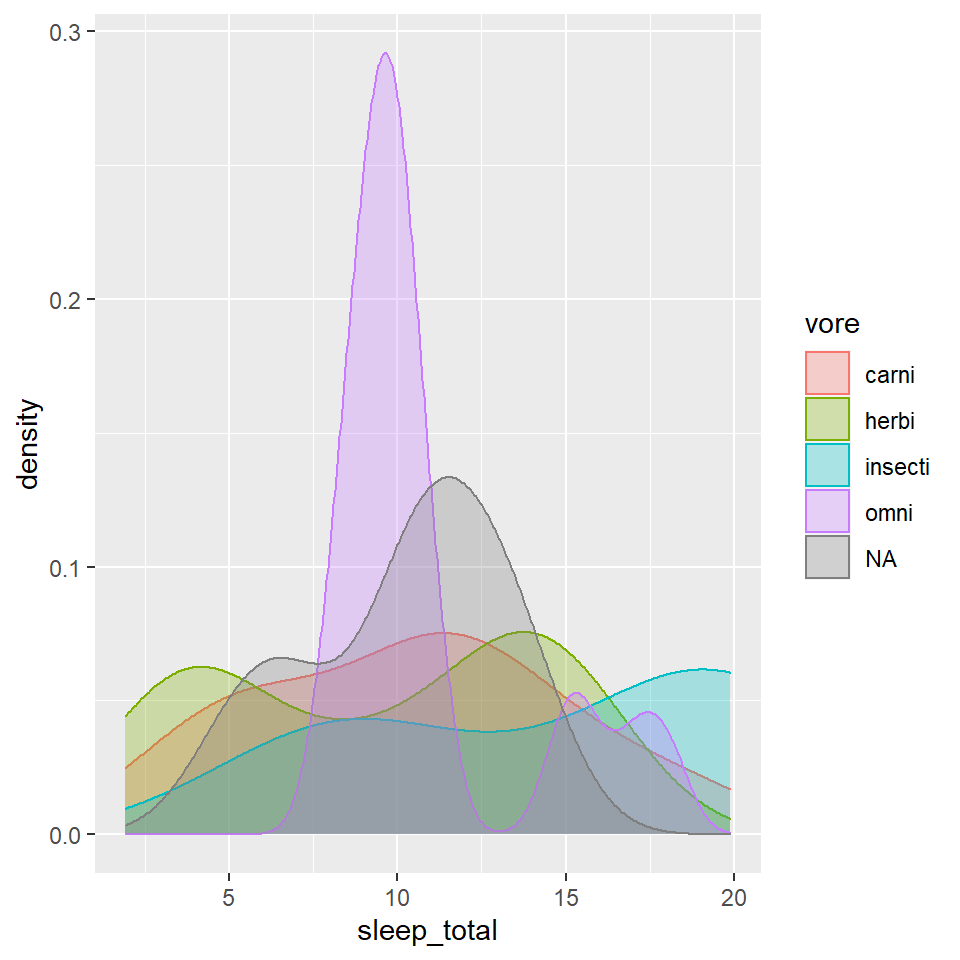 0.3
0.2
0.1
0.0
density
5 10 15 20
sleep_total
vore
carni
herbi
insecti
omni
NA